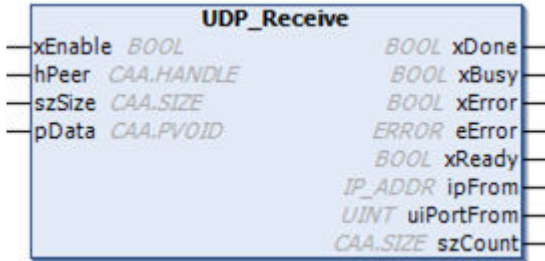 UDP_Receive
xEnable BOOL BOOL xDone
hPeer CAA.HANDLE BOOL xBusy
szSize CAA.SIZE BOOL xError
pData CAA.PVOID ERROR eError
BOOL xReady
IP_ADDR ipFrom
UINT uiPortFrom
CAA.SIZE szCount